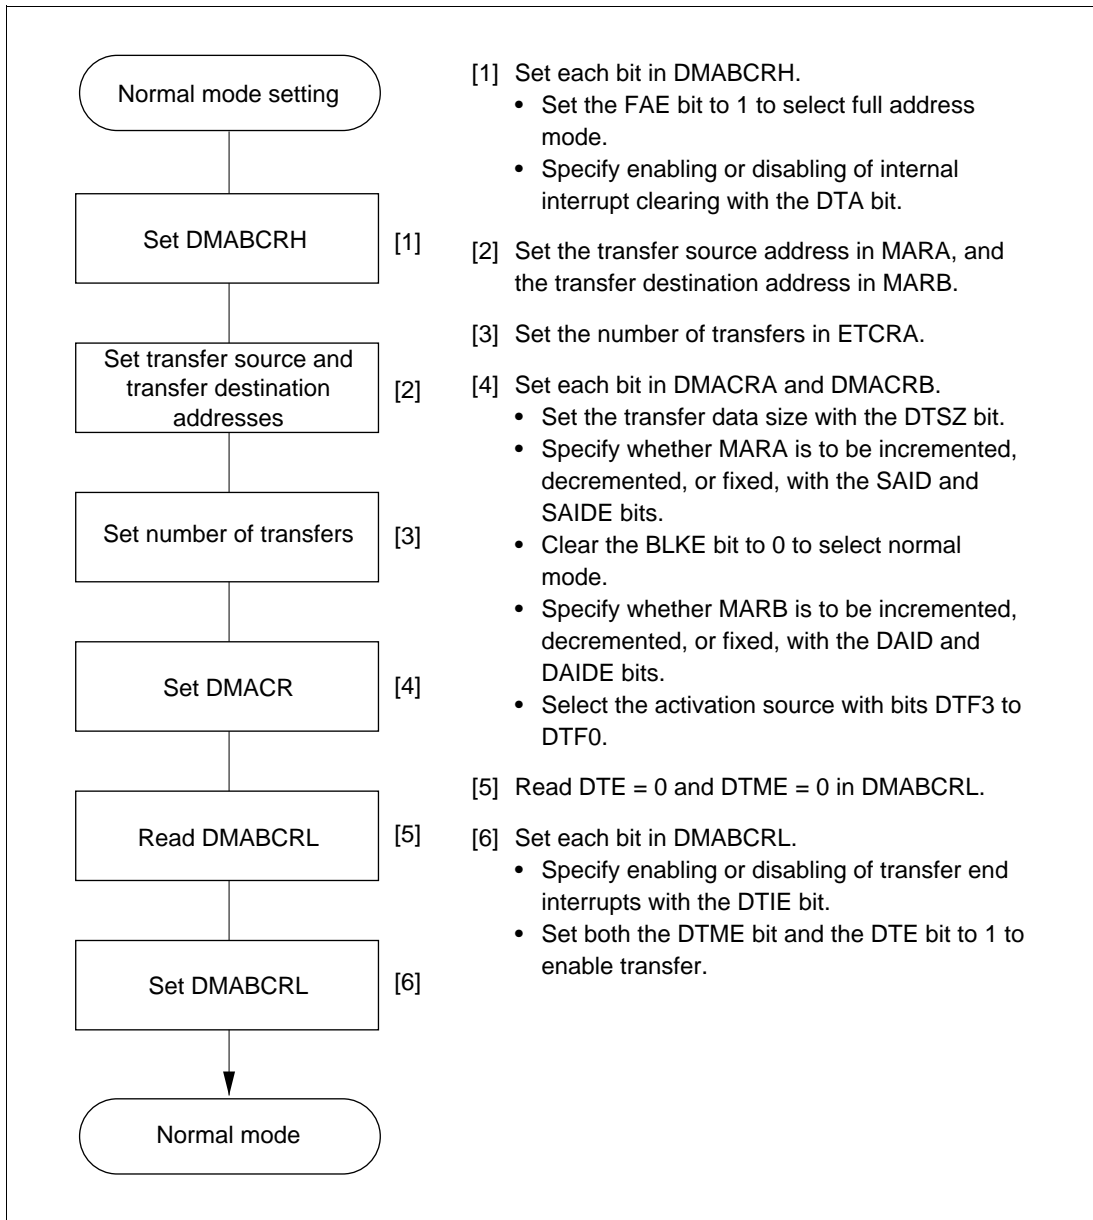 Normal mode setting
Set DMABCRH
[1]
Set transfer source and
transfer destination
addresses
[2]
Set number of transfers
[3]
Set DMACR
[4]
Read DMABCRL
[5]
Set DMABCRL
[6]
Normal mode
[1] Set each bit in DMABCRH.
• Set the FAE bit to 1 to select full address
mode.
• Specify enabling or disabling of internal
interrupt clearing with the DTA bit.
[2] Set the transfer source address in MARA, and
the transfer destination address in MARB.
[3] Set the number of transfers in ETCRA.
[4] Set each bit in DMACRA and DMACRB.
• Set the transfer data size with the DTSZ bit.
• Specify whether MARA is to be incremented,
decremented, or fixed, with the SAID and
SAIDE bits.
• Clear the BLKE bit to 0 to select normal
mode.
• Specify whether MARB is to be incremented,
decremented, or fixed, with the DAID and
DAIDE bits.
• Select the activation source with bits DTF3 to
DTF0.
[5] Read DTE = 0 and DTME = 0 in DMABCRL.
[6] Set each bit in DMABCRL.
• Specify enabling or disabling of transfer end
interrupts with the DTIE bit.
• Set both the DTME bit and the DTE bit to 1 to
enable transfer.